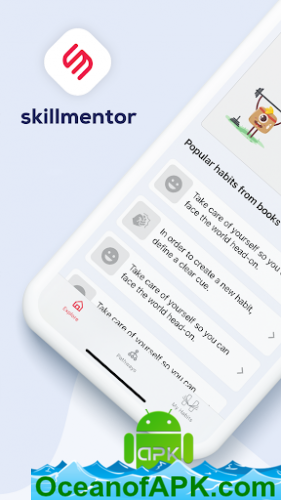 skillmentor
Popular habits from books
Take care of yourself so you can
face the world head-on.
In order to create a new habit,
define a clear cue.
Take care of yourself so you can
face the world head-on.
Take care of yourself so you can
Explore
Pathways
My Habits
APK
OceanofAPK.com